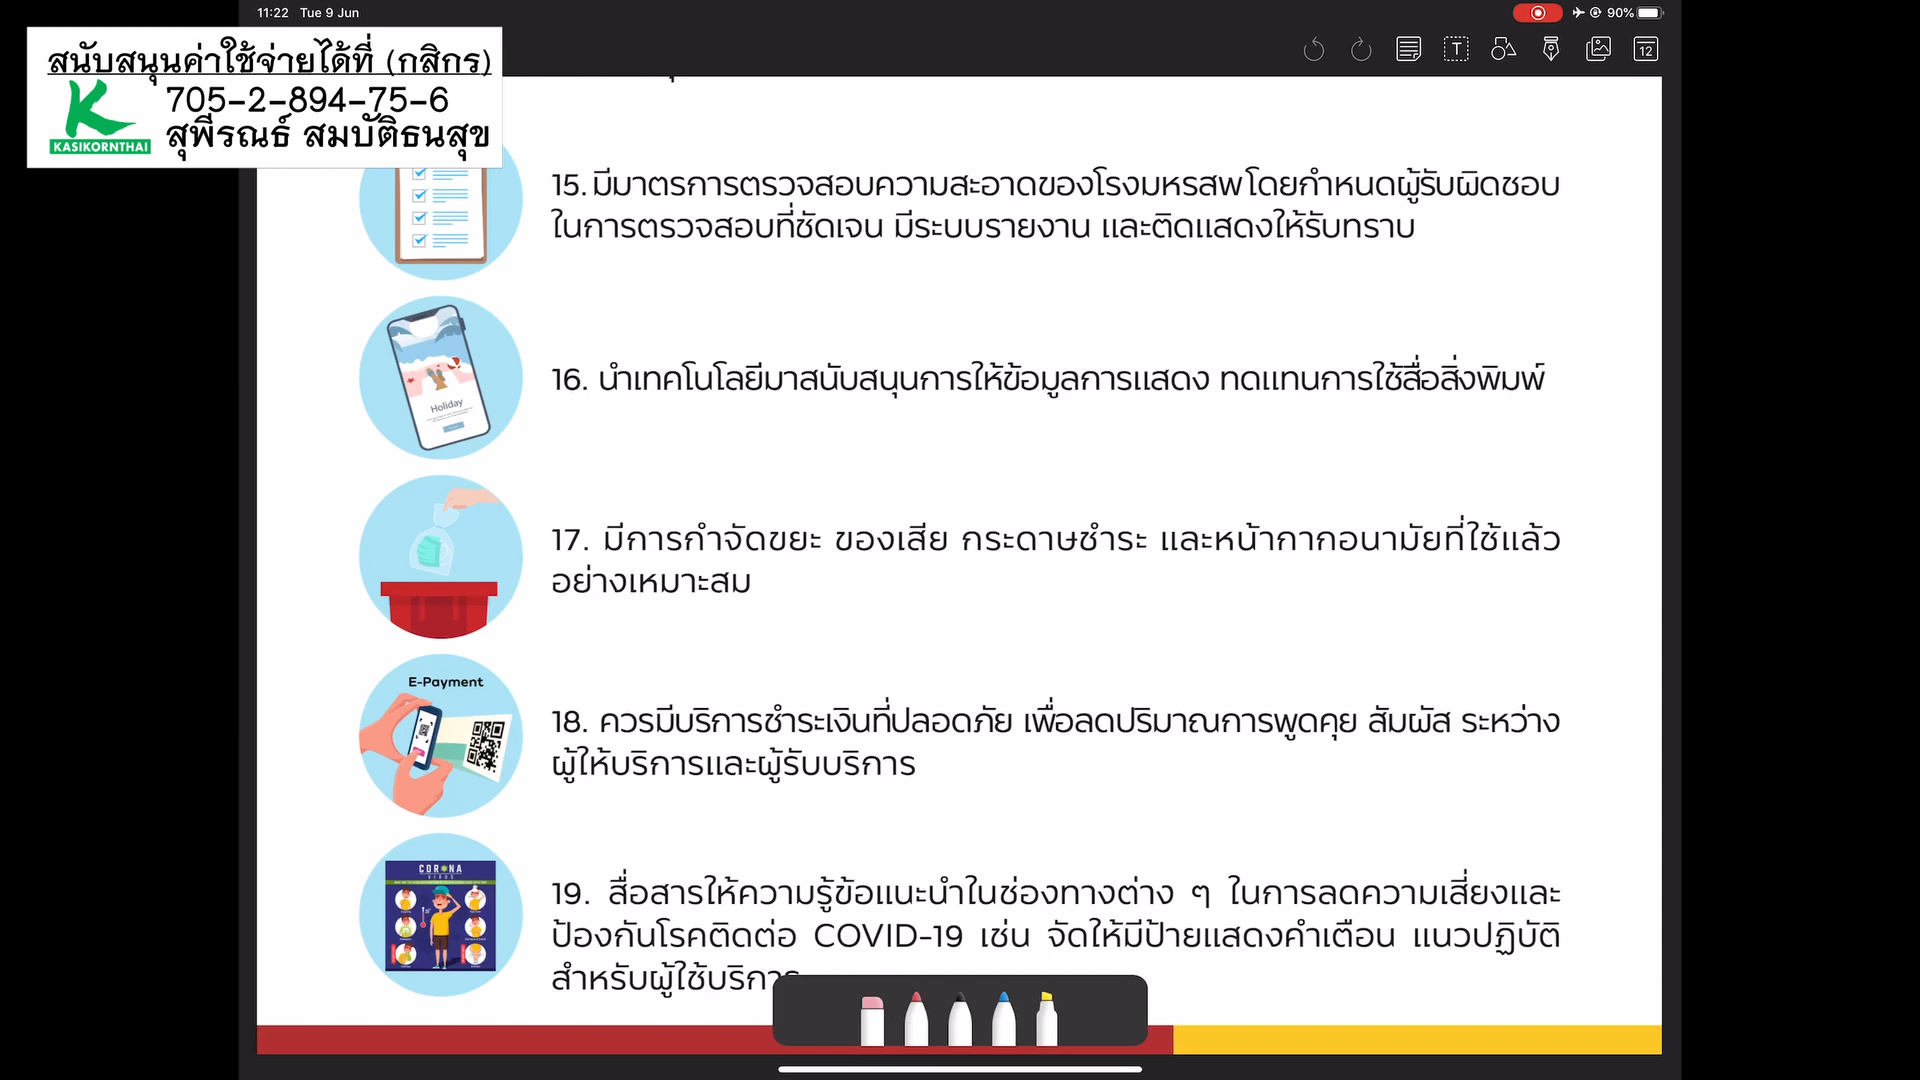 11:22 Tue 9 Jun
90%
12
สนับสนุนค่าใช้จ่ายได้ที่ (กสิกร)
705-2-894-75-6
สุพีรณธ์ สมบัติธนสุข
KASIKORNTHAI
15. มีมาตรการตรวจสอบความสะอาดของโรงมหรสพ โดยกำหนดผู้รับผิดชอบ
ในการตรวจสอบที่ชัดเจน มีระบบรายงาน และติดแสดงให้รับทราบ
Holiday
16. นำเทคโนโลยีมาสนับสนุนการให้ข้อมูลการแสดง ทดแทนการใช้สื่อสิ่งพิมพ์
17. มีการกำจัดขยะ ของเสีย กระดาษชำระ และหน้ากากอนามัยที่ใช้แล้ว
อย่างเหมาะสม
E-Payment
18. ควรมีบริการชำระเงินที่ปลอดภัย เพื่อลดปริมาณการพูดคุย สัมผัส ระหว่าง
ผู้ให้บริการและผู้รับบริการ
CORONA
VIRUS
19. สื่อสารให้ความรู้ข้อแนะนำในช่องทางต่าง ๆ ในการลดความเสี่ยงและ
ป้องกันโรคติดต่อ COVID-19 เช่น จัดให้มีป้ายแสดงคำเตือน แนวปฏิบัติ
สำหรับผู้ใช้บริการ